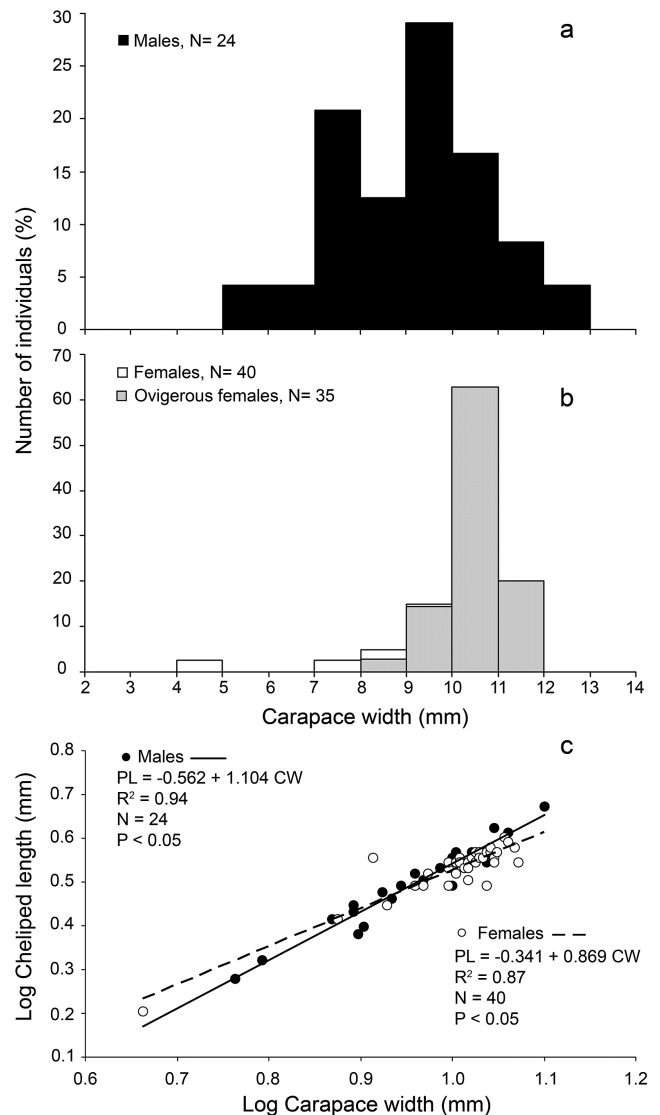 30
25
20
15
10
5
0
a
■ Males, N= 24
Number of individuals (%)
70
60
50
40
30
20
10
0
b
□ Females, N= 40
Ovigerous females, N= 35
2 3 4 5 6 7 8 9 10 11 12 13 14
Carapace width (mm)
c
0.8
0.7
0.6
0.5
0.4
0.3
0.2
0.1
Log Cheliped length (mm)
● Males
PL = -0.562 + 1.104 CW
R² = 0.94
N = 24
P < 0.05
○ Females
PL = -0.341 + 0.869 CW
R² = 0.87
N = 40
P < 0.05
0.6 0.7 0.8 0.9 1.0 1.1 1.2
Log Carapace width (mm)